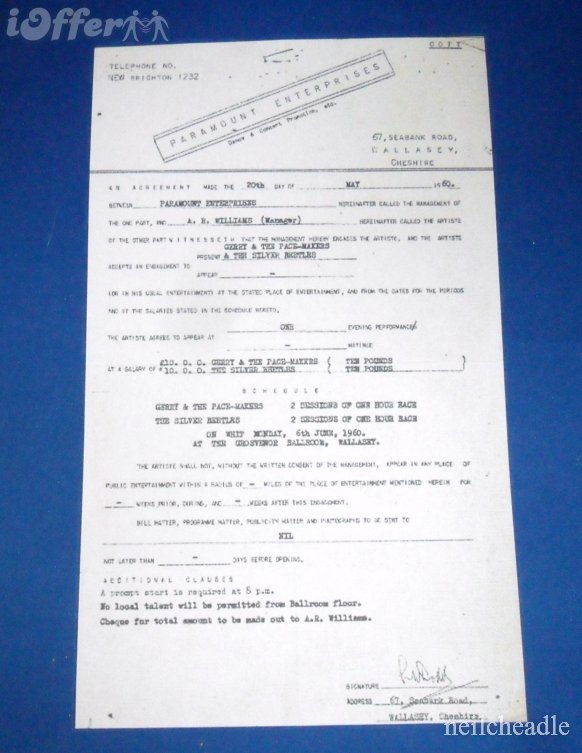 iOffer
COPY
TELEPHONE NO.
NEW BRIGHTON 1232
PARAMOUNT ENTERPRISES
Dance & Concert Promotion, etc.
67, SEABANK ROAD,
WALLASEY,
CHESHIRE
AN AGREEMENT MADE THE 20th DAY OF MAY 1960.
BETWEEN PARAMOUNT ENTERPRISES HEREINAFTER CALLED THE MANAGEMENT OF
THE ONE PART, AND A. R. WILLIAMS (Manager) HEREINAFTER CALLED THE ARTISTE
OF THE OTHER PART WITNESSETH THAT THE MANAGEMENT HEREBY ENGAGES THE ARTISTE, AND THE ARTISTE
GERRY & THE PACE-MAKERS
PRESENT & THE SILVER BEETLES
ACCEPTS AN ENGAGEMENT TO
APPEAR -
(OR IN HIS USUAL ENTERTAINMENT) AT THE STATED PLACE OF ENTERTAINMENT, AND FROM THE DATES FOR THE PERIODS
AND AT THE SALARIES STATED IN THE SCHEDULE HERETO.
ONE EVENING PERFORMANCES
THE ARTISTE AGREES TO APPEAR AT
- MATINEE
£10. 0. 0. GERRY & THE PACE-MAKERS ( TEN POUNDS )
AT A SALARY OF £10. 0. 0. THE SILVER BEETLES ( TEN POUNDS )
SCHEDULE
GERRY & THE PACE-MAKERS 2 SESSIONS OF ONE HOUR EACH
THE SILVER BEETLES 2 SESSIONS OF ONE HOUR EACH
ON WHIT MONDAY, 6th JUNE, 1960.
AT THE GROSVENOR BALLROOM, WALLASEY.
THE ARTISTE SHALL NOT, WITHOUT THE WRITTEN CONSENT OF THE MANAGEMENT, APPEAR IN ANY PLACE OF
PUBLIC ENTERTAINMENT WITHIN A RADIUS OF - MILES OF THE PLACE OF ENTERTAINMENT MENTIONED HEREIN FOR
- WEEKS PRIOR, DURING, AND - WEEKS AFTER THIS ENGAGEMENT.
BILL MATTER, PROGRAMME MATTER, PUBLICITY MATTER AND PHOTOGRAPHS TO BE SENT TO
NIL
NOT LATER THAN - DAYS BEFORE OPENING.
ADDITIONAL CLAUSES
A prompt start is required at 8 p.m.
No local talent will be permitted from Ballroom floor.
Cheque for total amount to be made out to A.R. Williams.
SIGNATURE
ADDRESS 67, Seabank Road,
WALLASEY, Cheshire.
neilcheadle